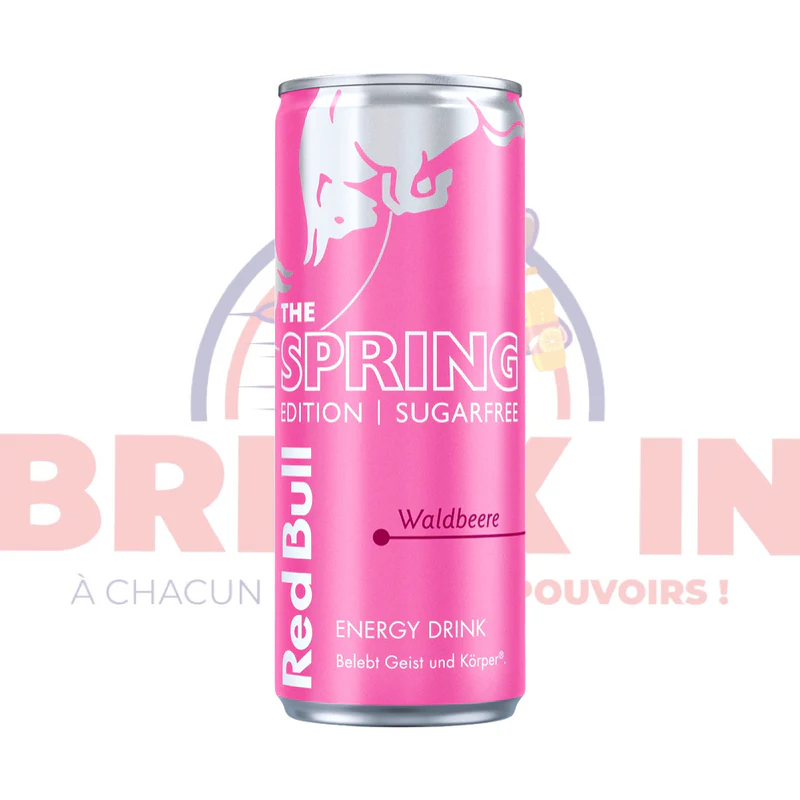 THE
SPRING
EDITION | SUGARFREE
Red Bull
Waldbeere
ENERGY DRINK
Belebt Geist und Körper®.
BR K IN
À CHACUN POUVOIRS !